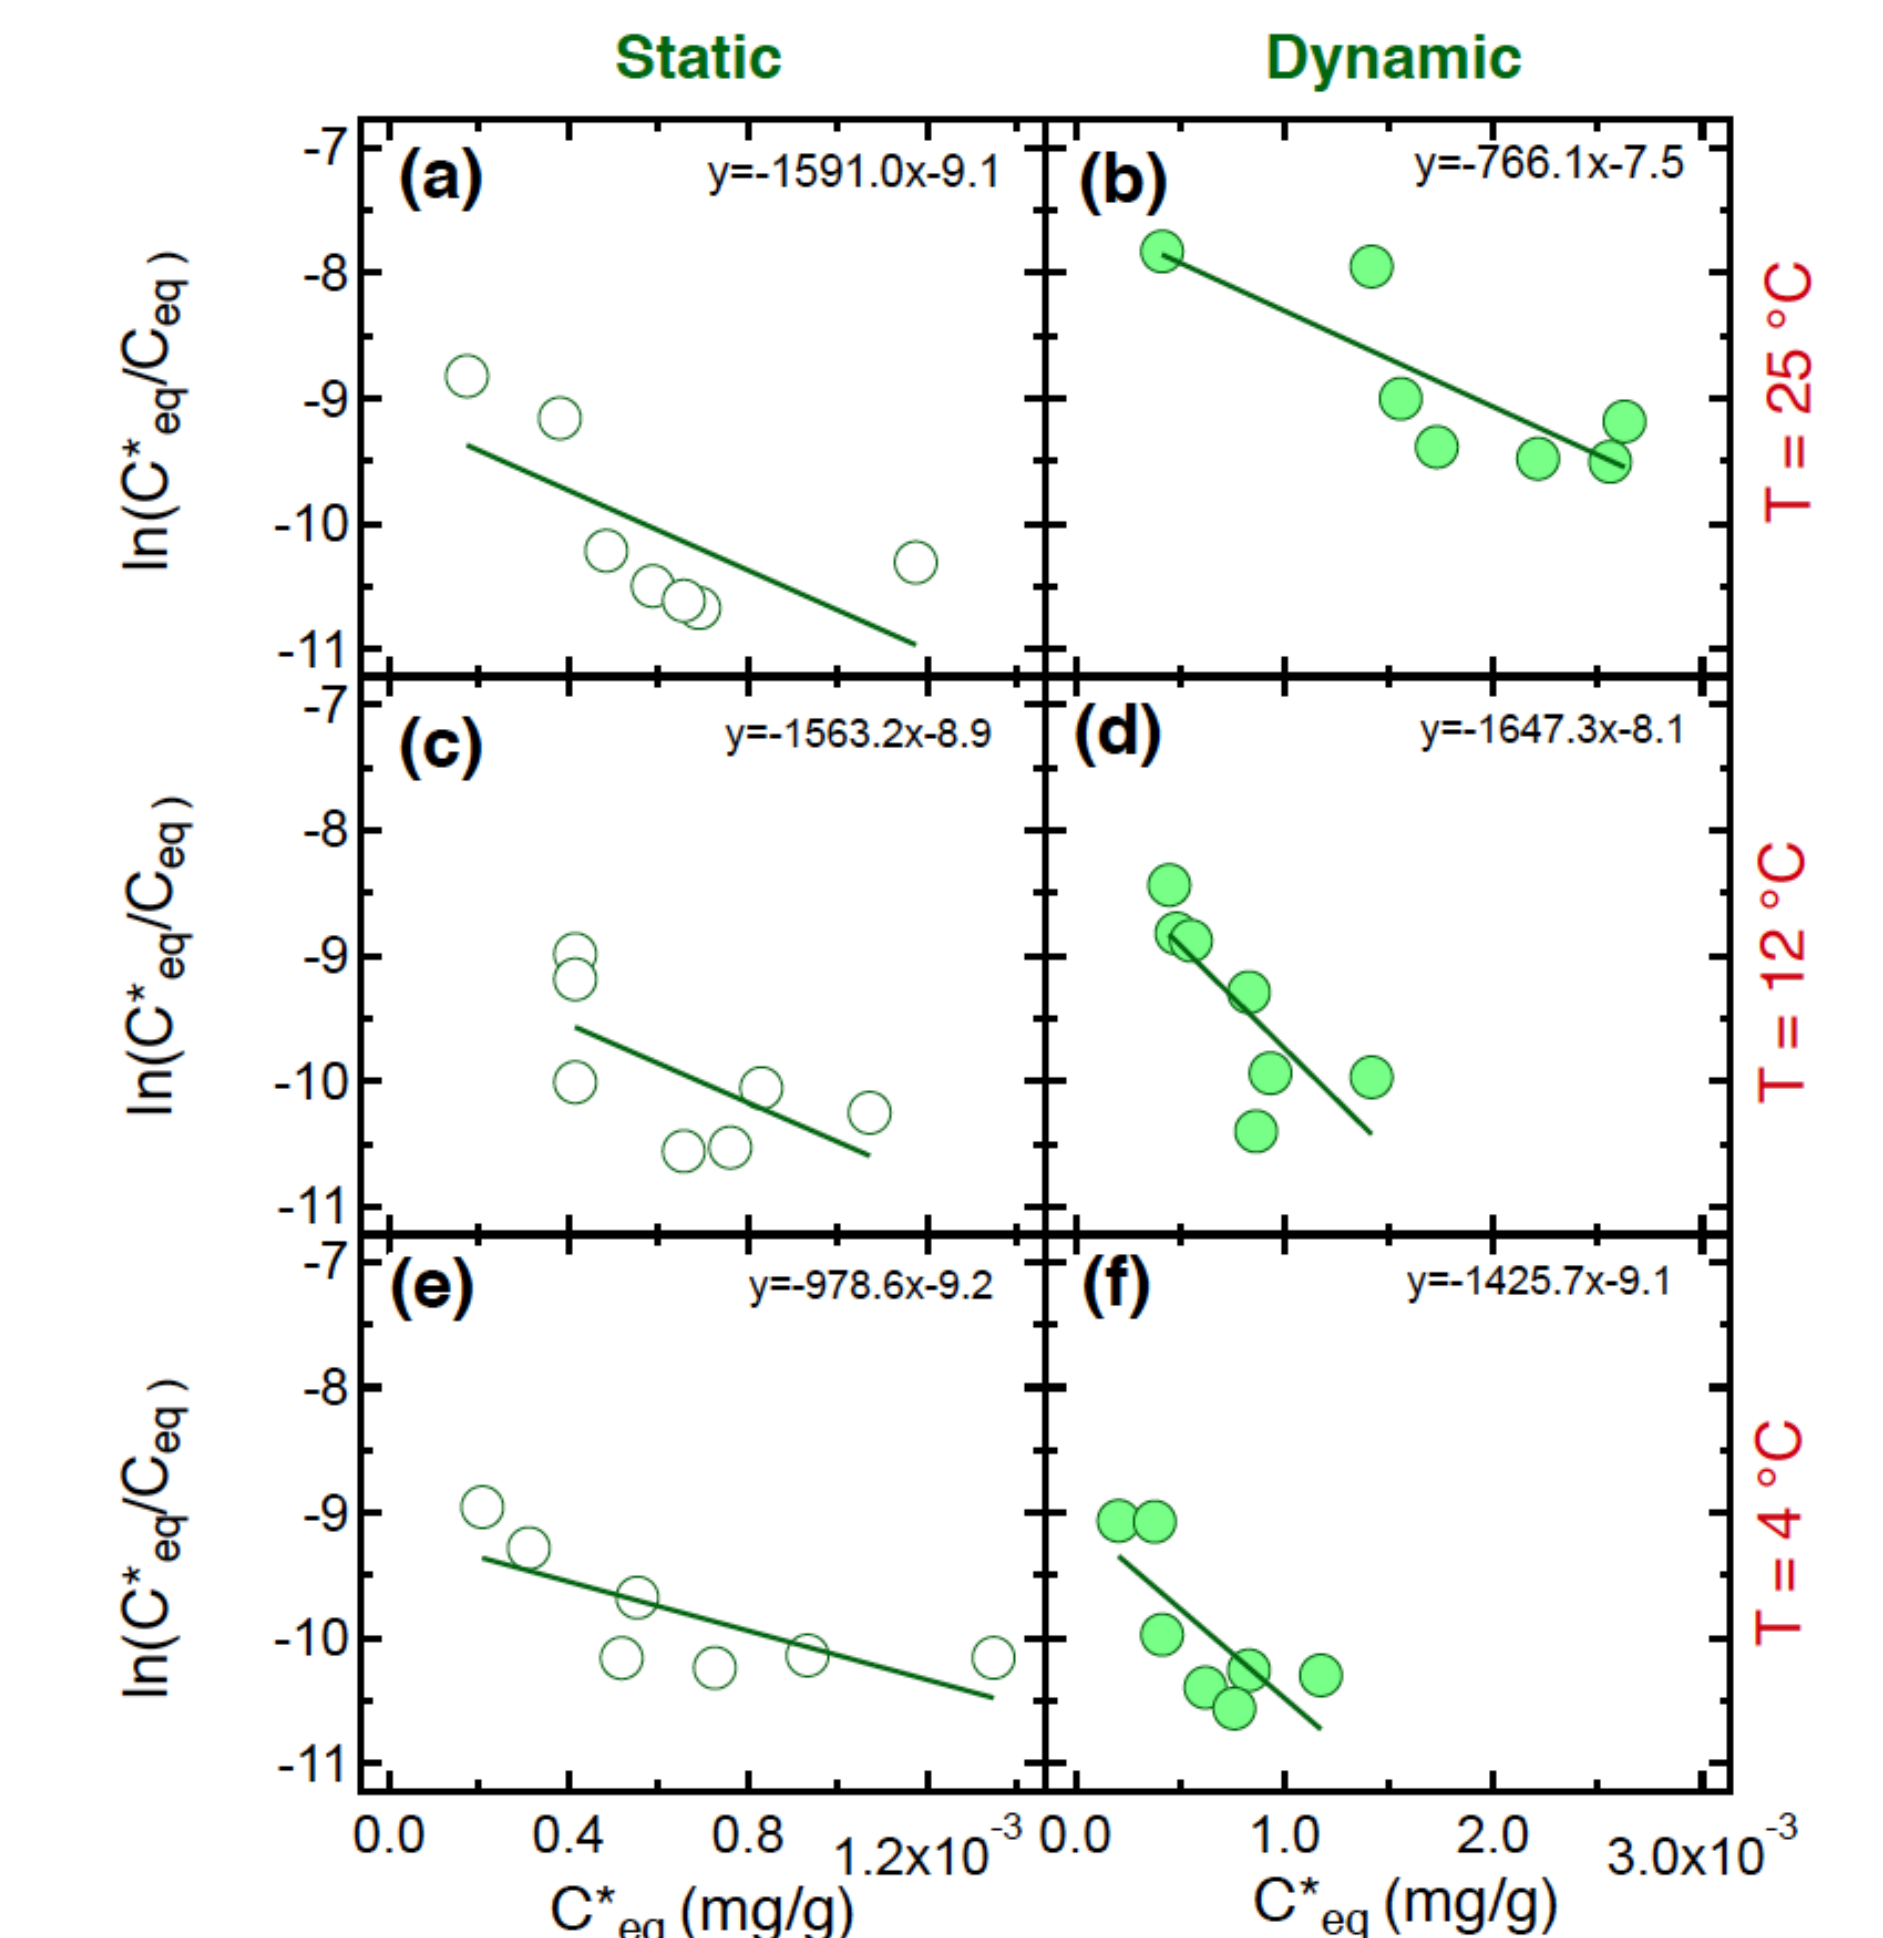 Static Dynamic
(a) y=-1591.0x-9.1
(b) y=-766.1x-7.5
-7
-8
-9
-10
-11
ln(C*eq/Ceq)
T = 25 °C
(c) y=-1563.2x-8.9
(d) y=-1647.3x-8.1
-7
-8
-9
-10
-11
ln(C*eq/Ceq)
T = 12 °C
(e) y=-978.6x-9.2
(f) y=-1425.7x-9.1
-7
-8
-9
-10
-11
ln(C*eq/Ceq)
T = 4 °C
0.0 0.4 0.8 1.2x10-3 0.0 1.0 2.0 3.0x10-3
C*eq (mg/g) C*eq (mg/g)